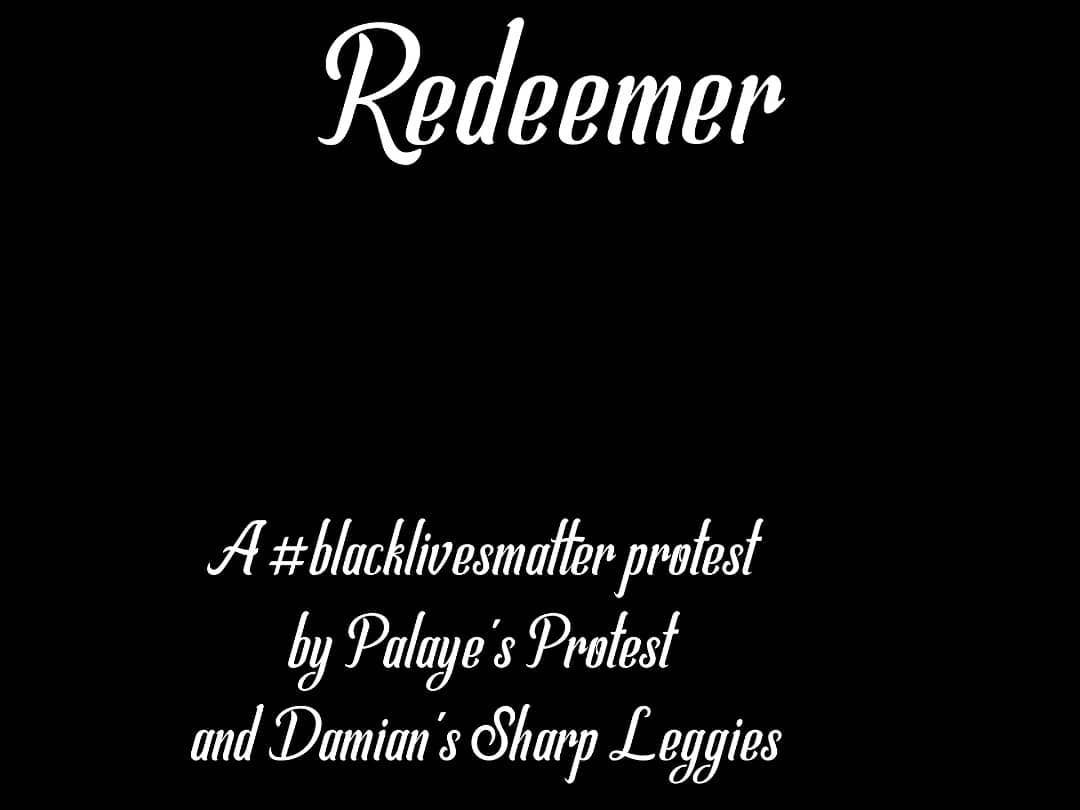 Redeemer
A #blacklivesmatter protest
by Palaye's Protest
and Damian's Sharp Leggies